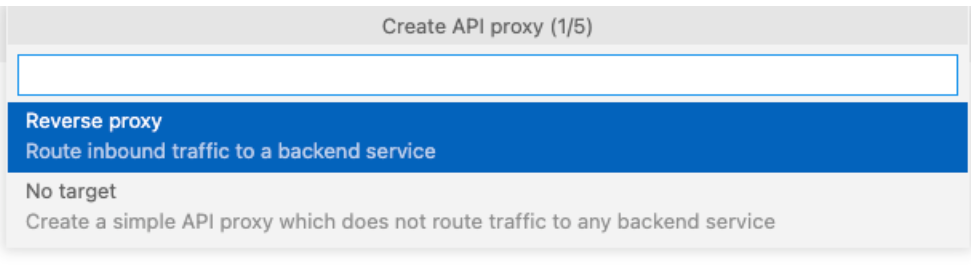 Create API proxy (1/5)
Reverse proxy
Route inbound traffic to a backend service
No target
Create a simple API proxy which does not route traffic to any backend service